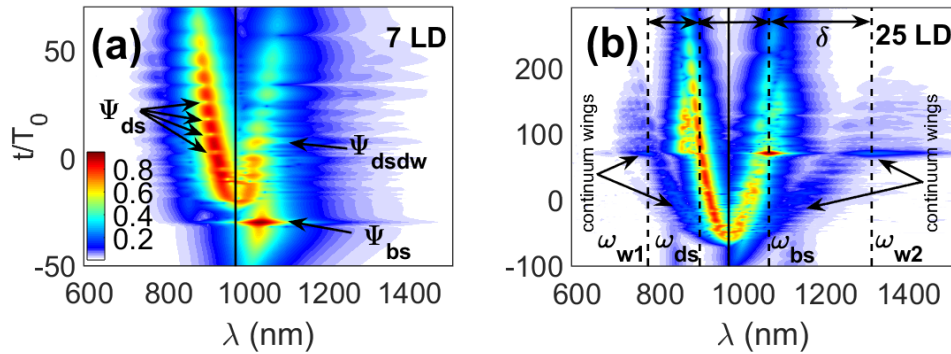 (a)
7 LD
Ψds
Ψdsdw
Ψbs
0.8
0.6
0.4
0.2
t/T0
50
0
-50
600 800 1000 1200 1400
λ (nm)
(b)
δ
25 LD
continuum wings
continuum wings
ωw1
ωds
ωbs
ωw2
200
100
0
-100
600 800 1000 1200 1400
λ (nm)